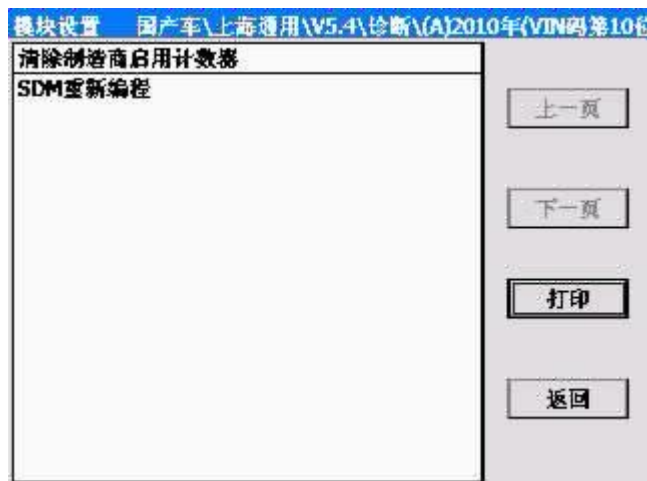 模块设置 国产车\上海通用\V5.4\诊断\(A)2010年(VIN码第10位
清除制造商启用计数器
SDM重新编程
上一页
下一页
打印
返回